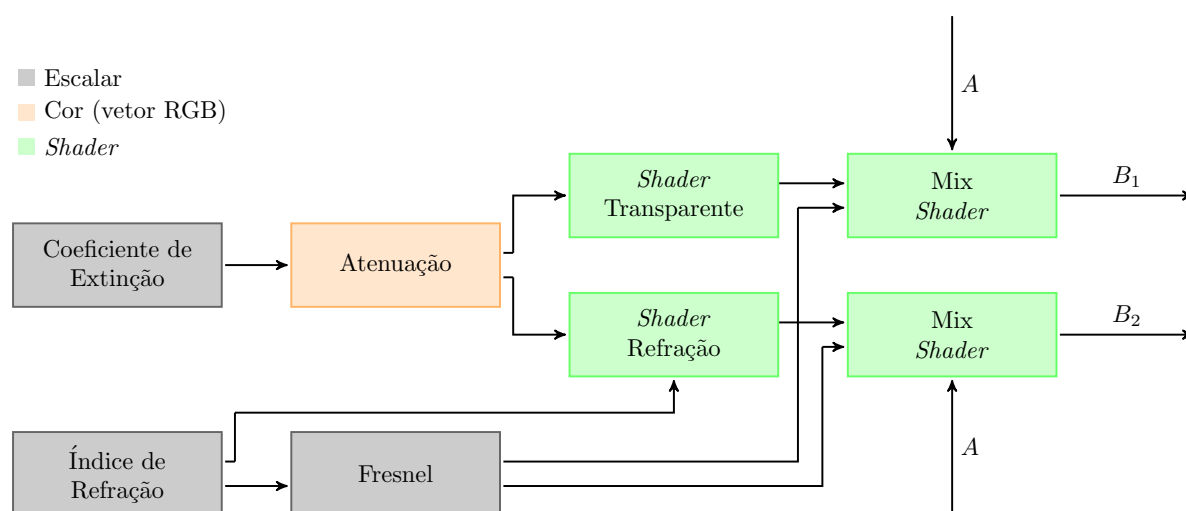 Escalar
Cor (vetor RGB)
Shader
A
Shader
Transparente
Mix
Shader
B₁
Coeficiente de
Extinção
Atenuação
Shader
Refração
Mix
Shader
B₂
Índice de
Refração
Fresnel
A